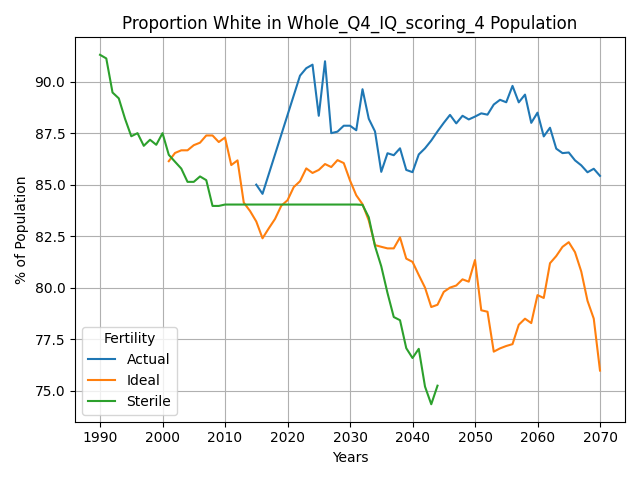 Proportion White in Whole_Q4_IQ_scoring_4 Population
% of Population
90.0
87.5
85.0
82.5
80.0
77.5
75.0
Fertility
Actual
Ideal
Sterile
1990 2000 2010 2020 2030 2040 2050 2060 2070
Years